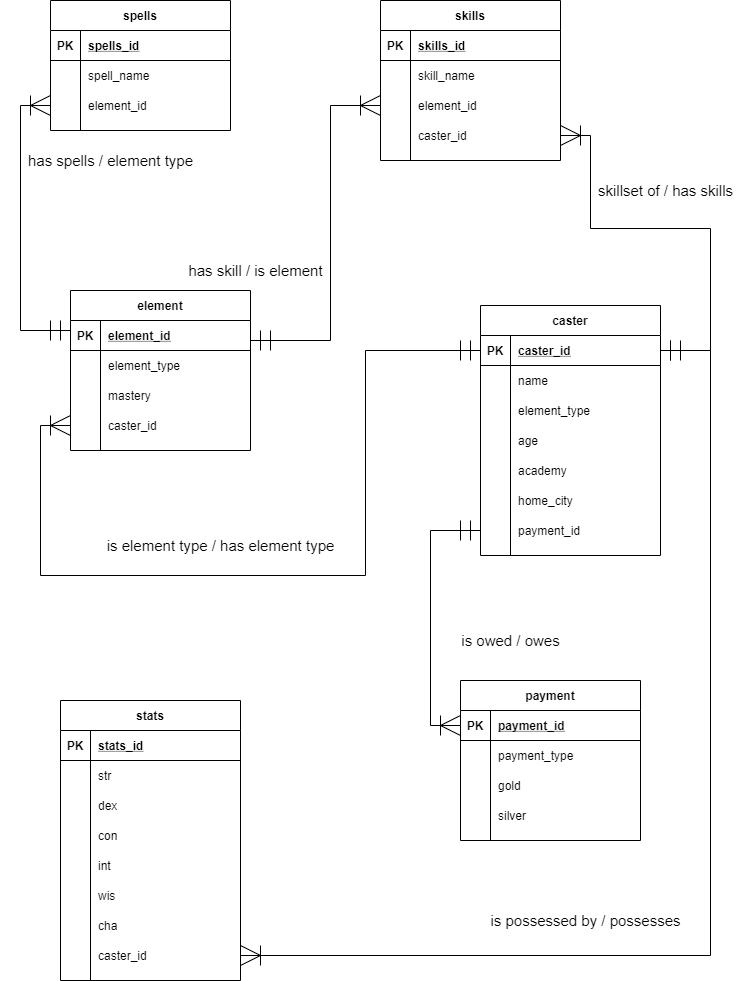 spells
PK spells_id
spell_name
element_id
skills
PK skills_id
skill_name
element_id
caster_id
has spells / element type
skillset of / has skills
has skill / is element
element
PK element_id
element_type
mastery
caster_id
caster
PK caster_id
name
element_type
age
academy
home_city
payment_id
is element type / has element type
is owed / owes
payment
PK payment_id
payment_type
gold
silver
stats
PK stats_id
str
dex
con
int
wis
cha
caster_id
is possessed by / possesses